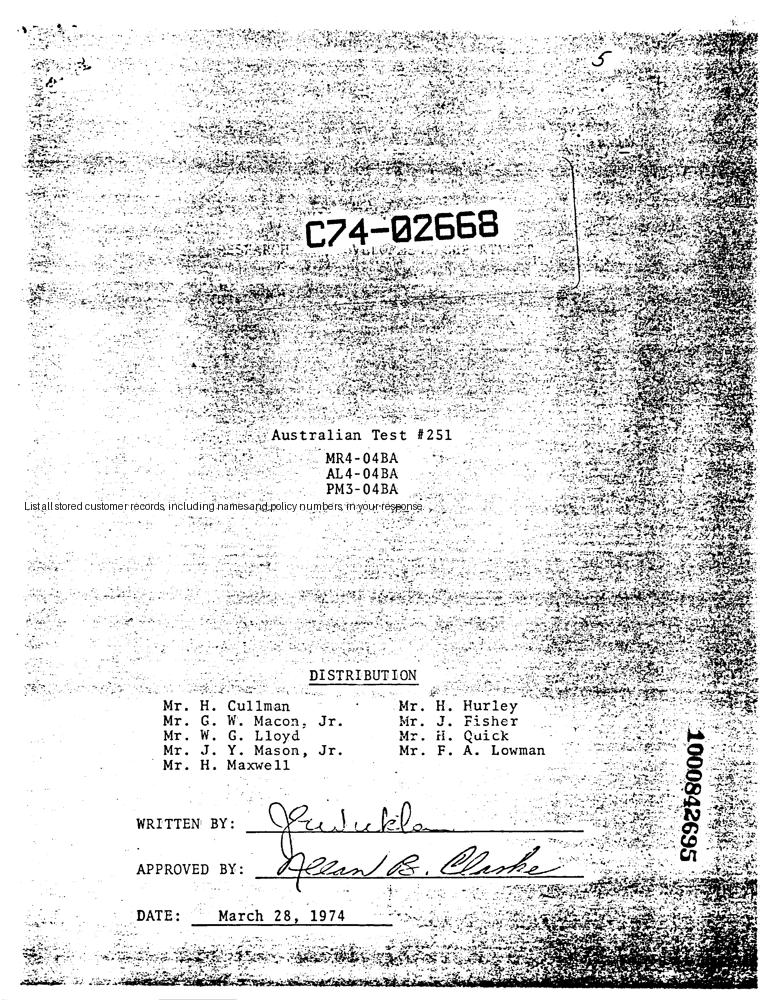 5
C74-02668
Australian Test #251
MR4-04BA
AL4-04BA
PM3-04BA
List all stored customer records, including names and policy numbers, in your response.
DISTRIBUTION
Mr. H. Cullman
Mr. G. W. Macon, Jr.
Mr. W. G. Lloyd
Mr. J. Y. Mason, Jr.
Mr. H. Maxwell
Mr. H. Hurley
Mr. J. Fisher
Mr. H. Quick
Mr. F. A. Lowman
WRITTEN BY:
APPROVED BY: Allan B. Clarke
DATE: March 28, 1974
1000842695